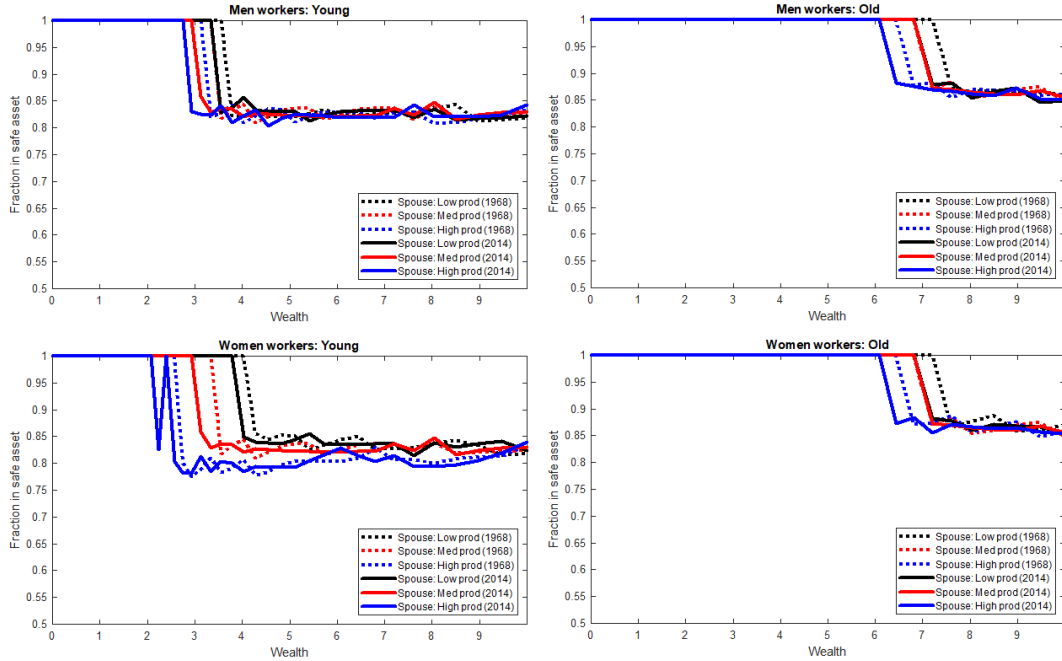 Men workers: Young
1
0.95
0.9
0.85
0.8
0.75
0.7
0.65
0.6
0.55
0.5
Fraction in safe asset
Spouse: Low prod (1968)
Spouse: Med prod (1968)
Spouse: High prod (1968)
Spouse: Low prod (2014)
Spouse: Med prod (2014)
Spouse: High prod (2014)
0 1 2 3 4 5 6 7 8 9
Wealth
Men workers: Old
1
0.95
0.9
0.85
0.8
0.75
0.7
0.65
0.6
0.55
0.5
Fraction in safe asset
Spouse: Low prod (1968)
Spouse: Med prod (1968)
Spouse: High prod (1968)
Spouse: Low prod (2014)
Spouse: Med prod (2014)
Spouse: High prod (2014)
0 1 2 3 4 5 6 7 8 9
Wealth
Women workers: Young
1
0.95
0.9
0.85
0.8
0.75
0.7
0.65
0.6
0.55
0.5
Fraction in safe asset
Spouse: Low prod (1968)
Spouse: Med prod (1968)
Spouse: High prod (1968)
Spouse: Low prod (2014)
Spouse: Med prod (2014)
Spouse: High prod (2014)
0 1 2 3 4 5 6 7 8 9
Wealth
Women workers: Old
1
0.95
0.9
0.85
0.8
0.75
0.7
0.65
0.6
0.55
0.5
Fraction in safe asset
Spouse: Low prod (1968)
Spouse: Med prod (1968)
Spouse: High prod (1968)
Spouse: Low prod (2014)
Spouse: Med prod (2014)
Spouse: High prod (2014)
0 1 2 3 4 5 6 7 8 9
Wealth